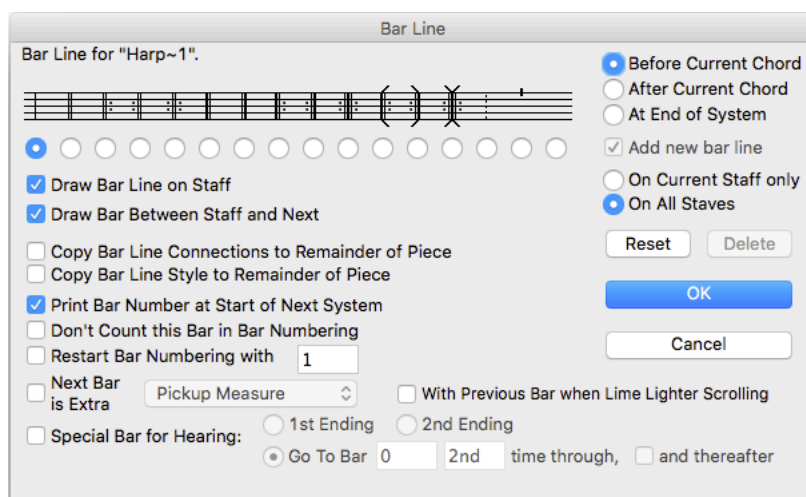 Bar Line
Bar Line for "Harp~1".
Before Current Chord
After Current Chord
At End of System
Add new bar line
On Current Staff only
On All Staves
Draw Bar Line on Staff
Draw Bar Between Staff and Next
Reset Delete
Copy Bar Line Connections to Remainder of Piece
Copy Bar Line Style to Remainder of Piece
OK
Print Bar Number at Start of Next System
Don't Count this Bar in Bar Numbering
Cancel
Restart Bar Numbering with 1
Next Bar
is Extra
Pickup Measure
With Previous Bar when Lime Lighter Scrolling
Special Bar for Hearing:
1st Ending 2nd Ending
Go To Bar 0 2nd time through, and thereafter